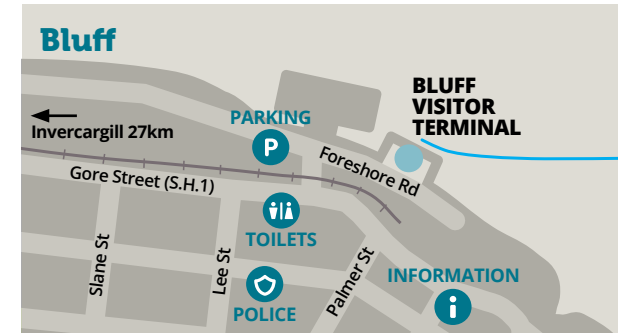 Bluff
BLUFF
VISITOR
TERMINAL
Invercargill 27km
PARKING
P
Foreshore Rd
Gore Street (S.H.1)
TOILETS
Slane St
Lee St
Palmer St
POLICE
INFORMATION
i